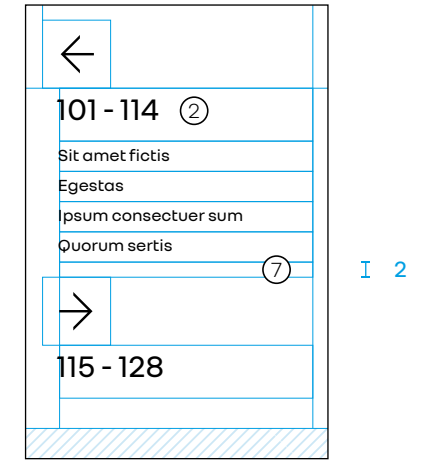 101 - 114 2
Sit amet fictis
Egestas
Ipsum consectuer sum
Quorum sertis
7
2
115 - 128